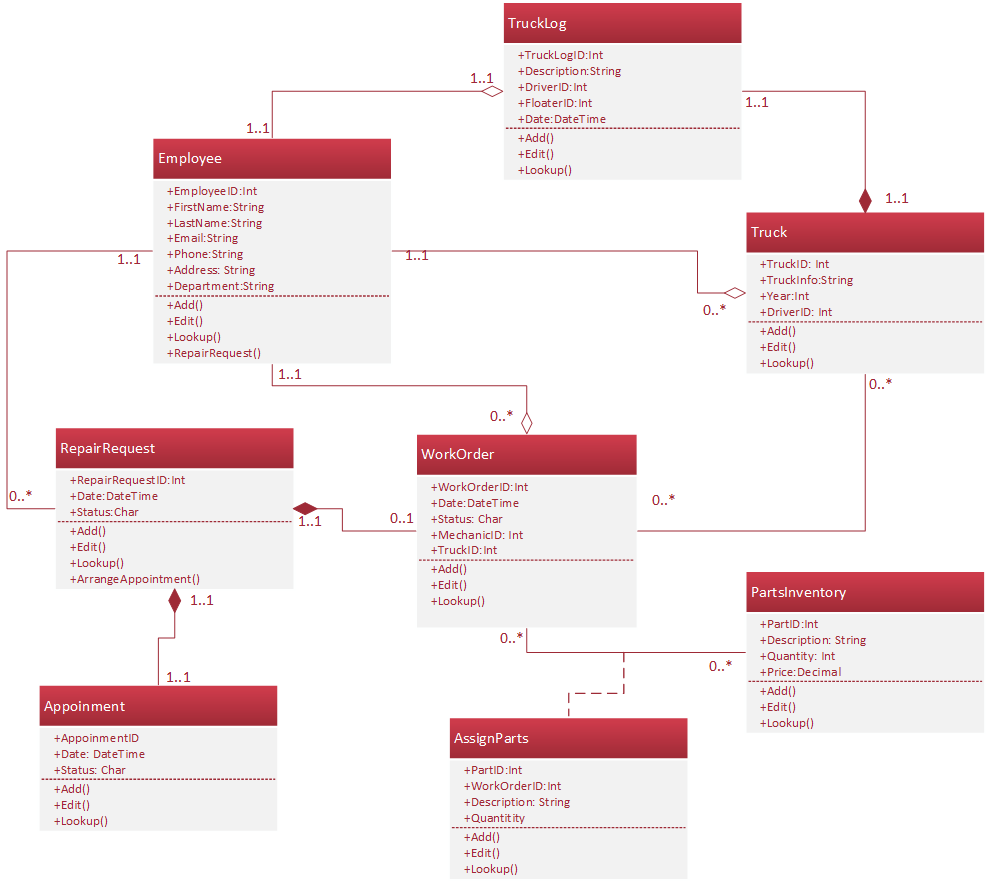 TruckLog
+TruckLogID:Int
+Description:String
+DriverID:Int
+FloaterID:Int
+Date:DateTime
+Add()
+Edit()
+Lookup()
1..1
1..1
1..1
1..1
Employee
+EmployeeID:Int
+FirstName:String
+LastName:String
+Email:String
+Phone:String
+Address: String
+Department:String
+Add()
+Edit()
+Lookup()
+RepairRequest()
1..1
1..1
0..*
Truck
+TruckID: Int
+TruckInfo:String
+Year:Int
+DriverID: Int
+Add()
+Edit()
+Lookup()
1..1
0..*
0..*
RepairRequest
+RepairRequestID:Int
+Date:DateTime
+Status:Char
+Add()
+Edit()
+Lookup()
+ArrangeAppointment()
0..*
1..1
0..1
WorkOrder
+WorkOrderID:Int
+Date:DateTime
+Status: Char
+MechanicID: Int
+TruckID:Int
+Add()
+Edit()
+Lookup()
0..*
1..1
1..1
0..*
0..*
PartsInventory
+PartID:Int
+Description: String
+Quantity: Int
+Price:Decimal
+Add()
+Edit()
+Lookup()
Appoinment
+AppoinmentID
+Date: DateTime
+Status: Char
+Add()
+Edit()
+Lookup()
AssignParts
+PartID:Int
+WorkOrderID:Int
+Description: String
+Quantitity
+Add()
+Edit()
+Lookup()